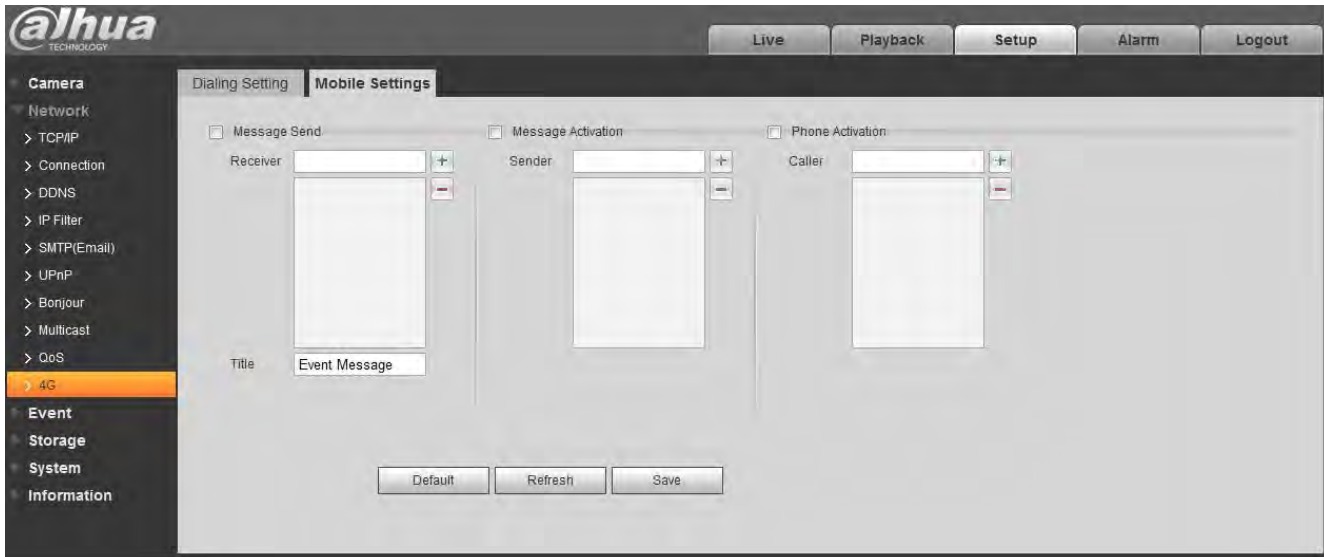 alhua
TECHNOLOGY
Live Playback Setup Alarm Logout
Camera
Network
TCP/IP
Connection
DDNS
IP Filter
SMTP(Email)
UPnP
Bonjour
Multicast
QoS
4G
Event
Storage
System
Information
Dialing Setting Mobile Settings
Message Send Message Activation Phone Activation
Receiver Sender Caller
Title Event Message
Default Refresh Save